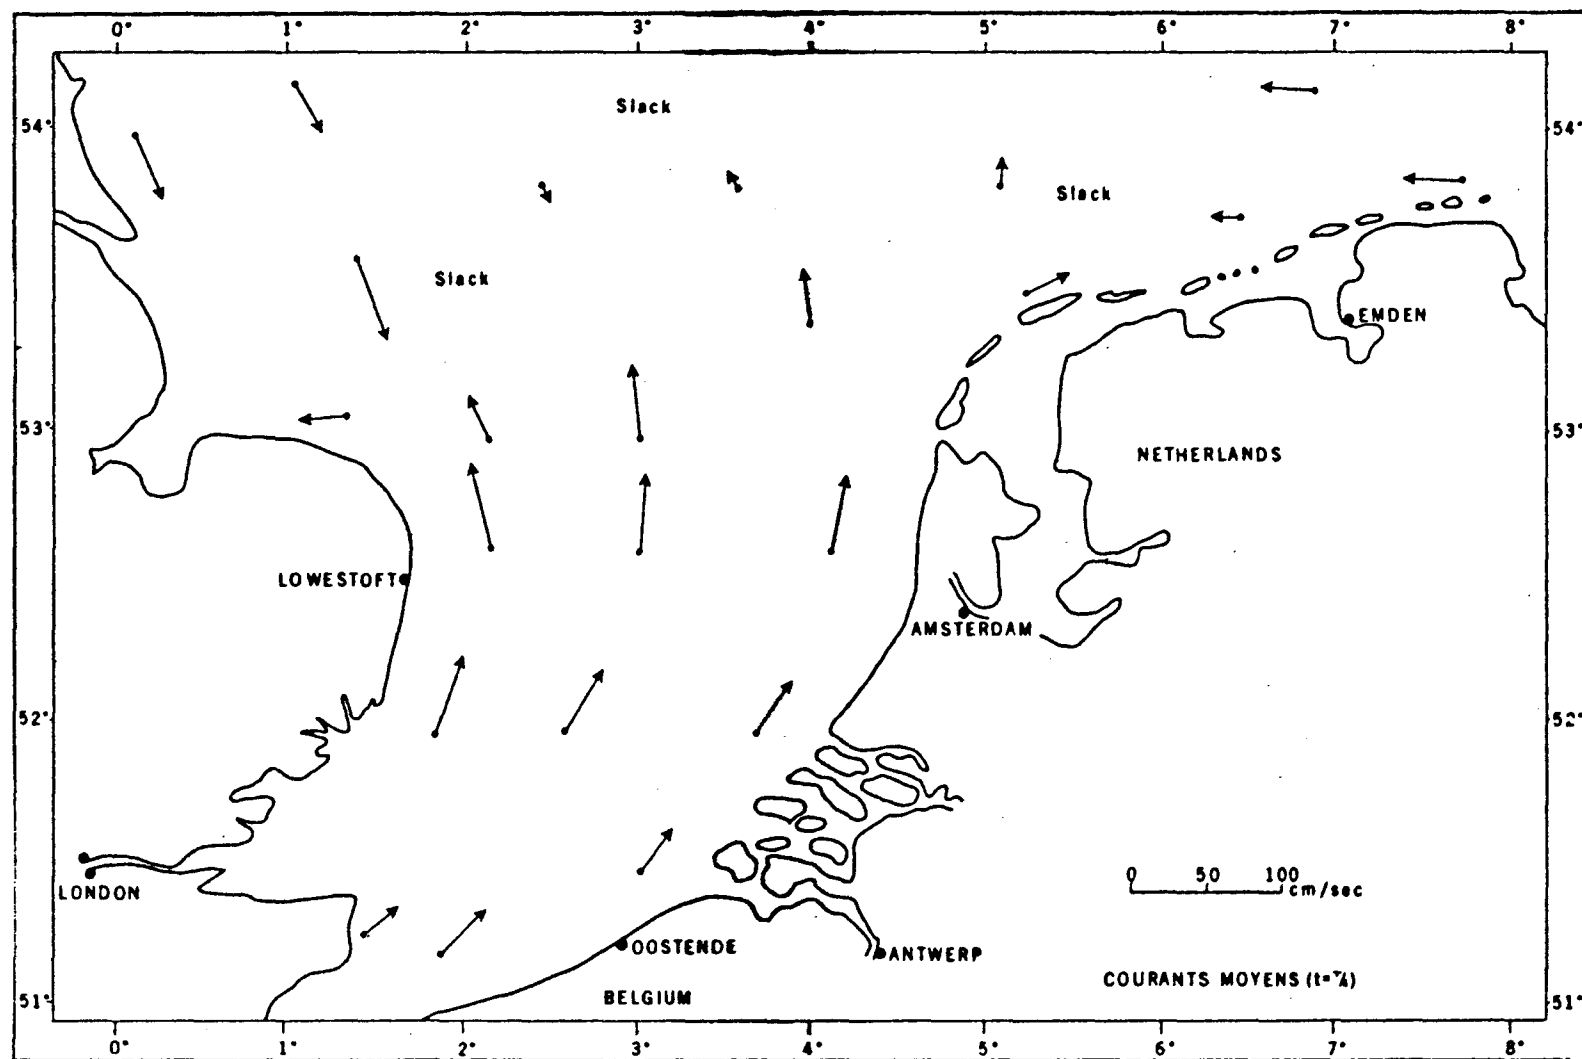 0° 1° 2° 3° 4° 5° 6° 7° 8°
Slack
54° 54°
Slack
Slack
EMDEN
53° 53°
NETHERLANDS
LOWESTOFT
AMSTERDAM
52° 52°
0 50 100
cm/sec
LONDON
OOSTENDE
ANTWERP
COURANTS MOYENS (t=T/4)
BELGIUM
51° 51°
0° 1° 2° 3° 4° 5° 6° 7° 8°